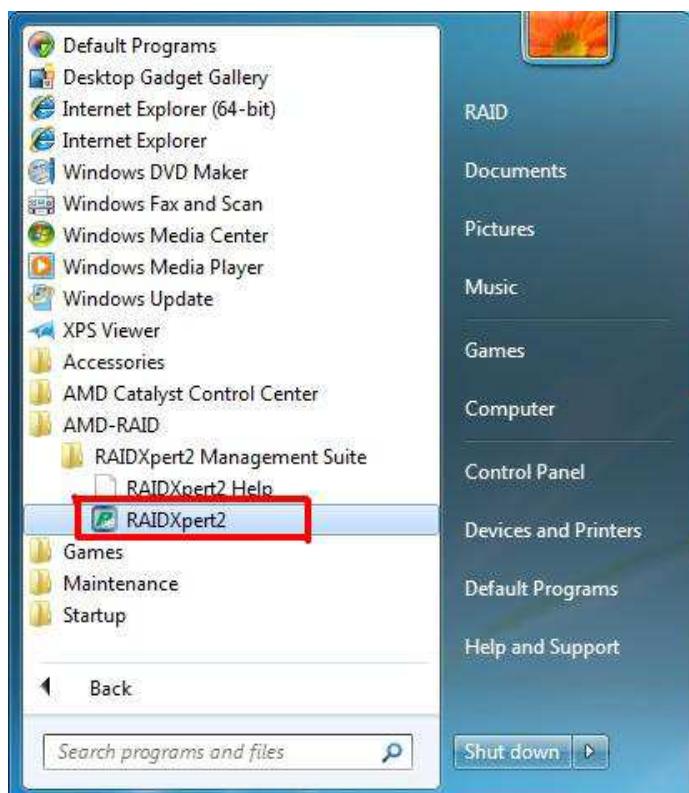 Default Programs
Desktop Gadget Gallery
Internet Explorer (64-bit)
Internet Explorer
Windows DVD Maker
Windows Fax and Scan
Windows Media Center
Windows Media Player
Windows Update
XPS Viewer
Accessories
AMD Catalyst Control Center
AMD-RAID
RAIDXpert2 Management Suite
RAIDXpert2 Help
RAIDXpert2
Games
Maintenance
Startup
Back
Search programs and files
RAID
Documents
Pictures
Music
Games
Computer
Control Panel
Devices and Printers
Default Programs
Help and Support
Shut down